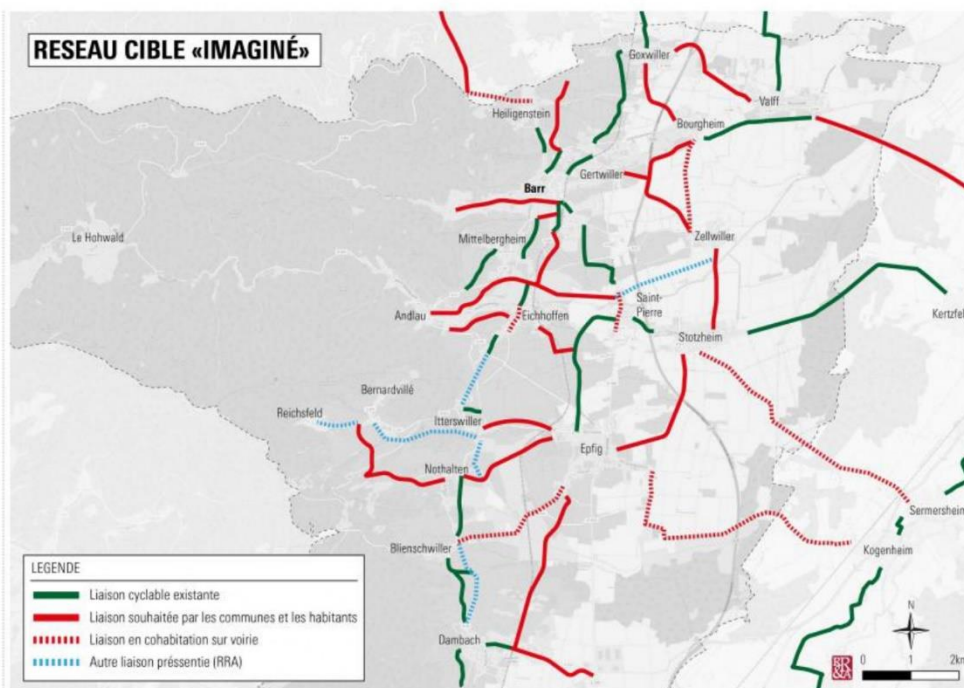 RESEAU CIBLE «IMAGINÉ»
Goxwiller
Valff
Heiligenstein
Bourgheim
Gertwiller
Barr
Le Hohwald
Mittelbergheim
Zellwiller
Saint-
Pierre
Andlau
Eichhoffen
Kertzfel
Stotzheim
Bernardvillé
Reichsfeld
Itterswiller
Epfig
Nothalten
Sermersheim
Kogenheim
Blienschwiller
Dambach
LEGENDE
Liaison cyclable existante
Liaison souhaitée par les communes et les habitants
Liaison en cohabitation sur voirie
Autre liaison préssentie (RRA)
N
BR&A
0 1 2km